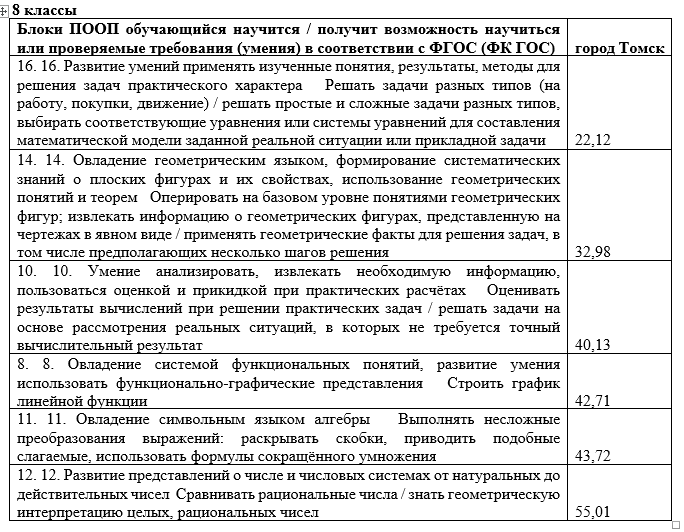 8 классы
Блоки ПООП обучающийся научится / получит возможность научиться
или проверяемые требования (умения) в соответствии с ФГОС (ФК ГОС)
город Томск
16. 16. Развитие умений применять изученные понятия, результаты, методы для
решения задач практического характера Решать задачи разных типов (на
работу, покупки, движение) / решать простые и сложные задачи разных типов,
выбирать соответствующие уравнения или системы уравнений для составления
математической модели заданной реальной ситуации или прикладной задачи
22,12
14. 14. Овладение геометрическим языком, формирование систематических
знаний о плоских фигурах и их свойствах, использование геометрических
понятий и теорем Оперировать на базовом уровне понятиями геометрических
фигур; извлекать информацию о геометрических фигурах, представленную на
чертежах в явном виде / применять геометрические факты для решения задач, в
том числе предполагающих несколько шагов решения
32,98
10. 10. Умение анализировать, извлекать необходимую информацию,
пользоваться оценкой и прикидкой при практических расчётах Оценивать
результаты вычислений при решении практических задач / решать задачи на
основе рассмотрения реальных ситуаций, в которых не требуется точный
вычислительный результат
40,13
8. 8. Овладение системой функциональных понятий, развитие умения
использовать функционально-графические представления Строить график
линейной функции
42,71
11. 11. Овладение символьным языком алгебры Выполнять несложные
преобразования выражений: раскрывать скобки, приводить подобные
слагаемые, использовать формулы сокращённого умножения
43,72
12. 12. Развитие представлений о числе и числовых системах от натуральных до
действительных чисел Сравнивать рациональные числа / знать геометрическую
интерпретацию целых, рациональных чисел
55,01